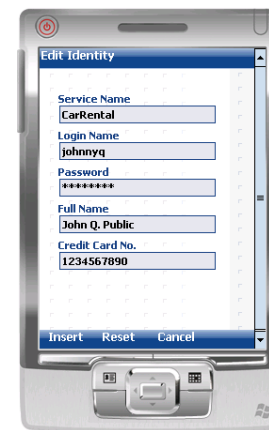 Edit Identity
Service Name
CarRental
Login Name
johnnyq
Password
********
Full Name
John Q. Public
Credit Card No.
1234567890
Insert Reset Cancel